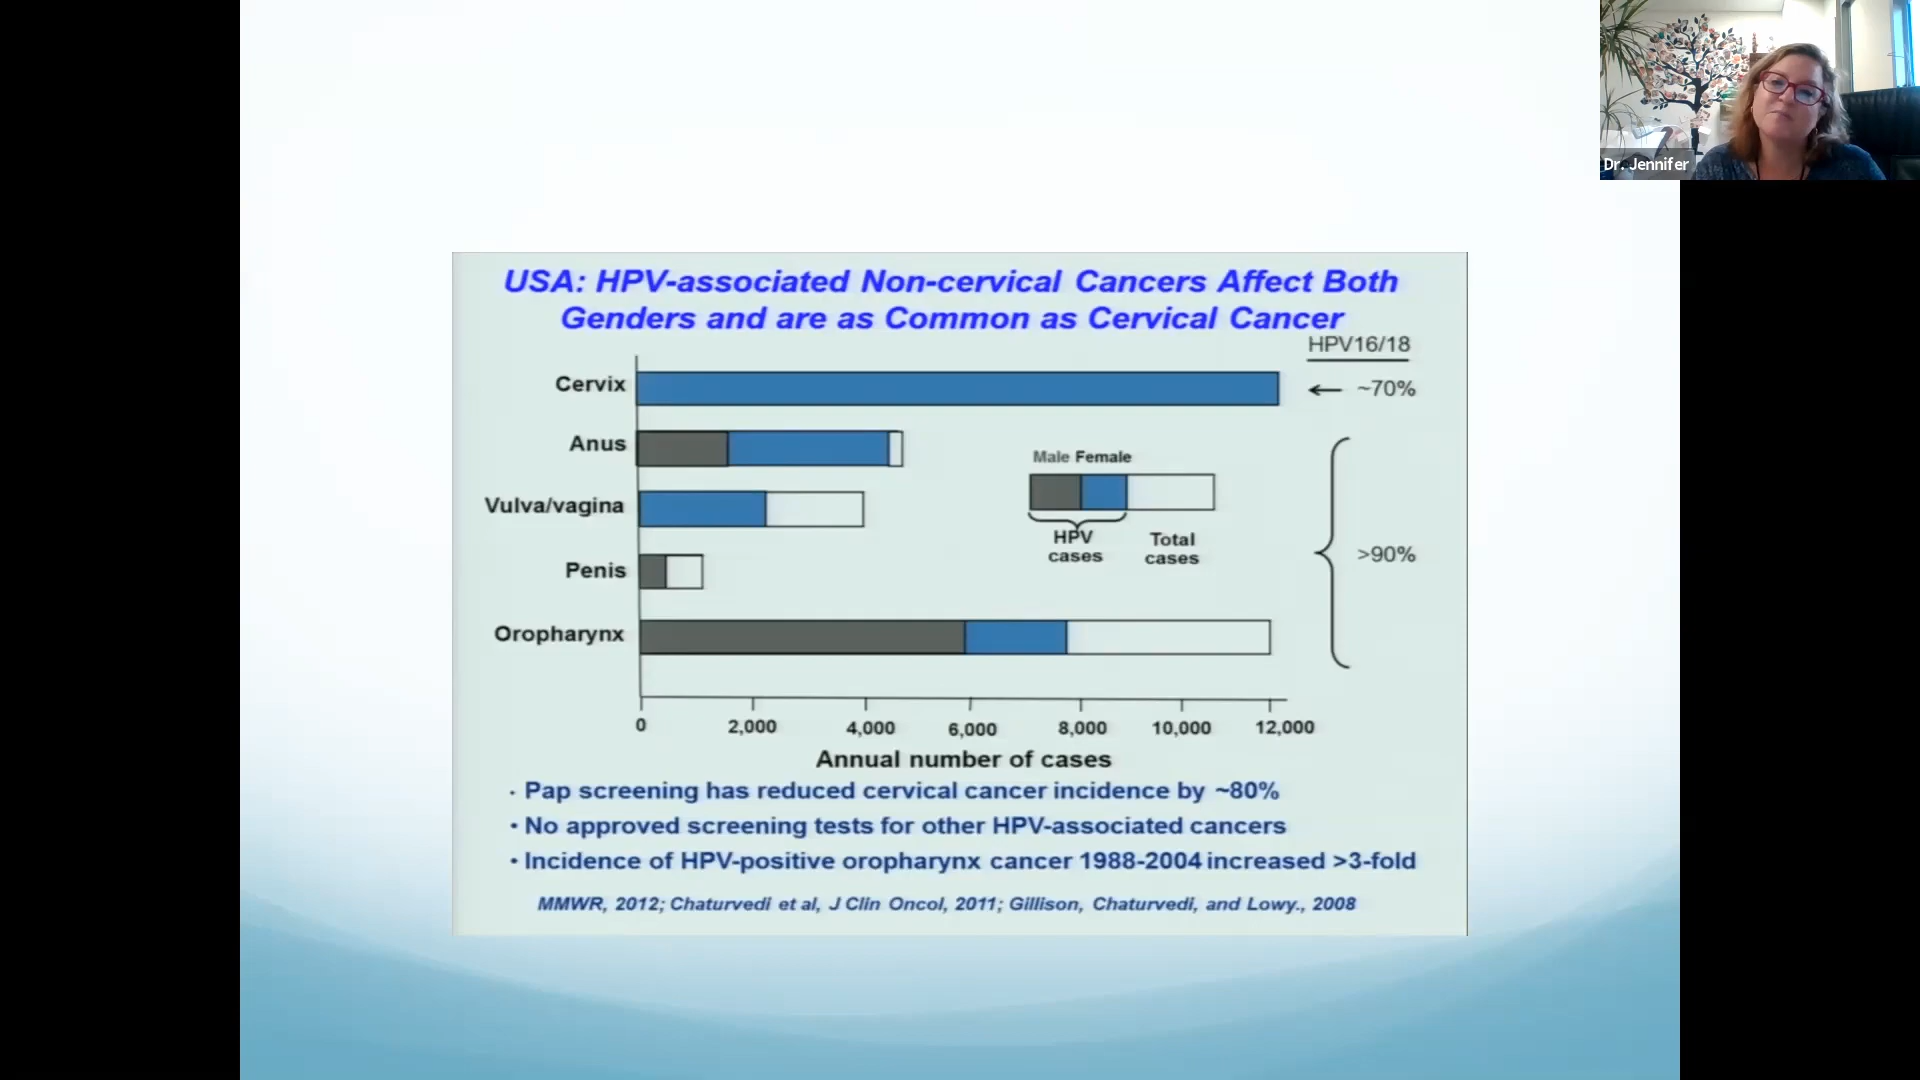 Dr. Jennifer
USA: HPV-associated Non-cervical Cancers Affect Both
Genders and are as Common as Cervical Cancer
HPV16/18
Cervix
~70%
Anus
Male Female
Vulva/vagina
HPV
cases
Total
cases
>90%
Penis
Oropharynx
0 2,000 4,000 6,000 8,000 10,000 12,000
Annual number of cases
· Pap screening has reduced cervical cancer incidence by ~80%
• No approved screening tests for other HPV-associated cancers
• Incidence of HPV-positive oropharynx cancer 1988-2004 increased >3-fold
MMWR, 2012; Chaturvedi et al, J Clin Oncol, 2011; Gillison, Chaturvedi, and Lowy., 2008